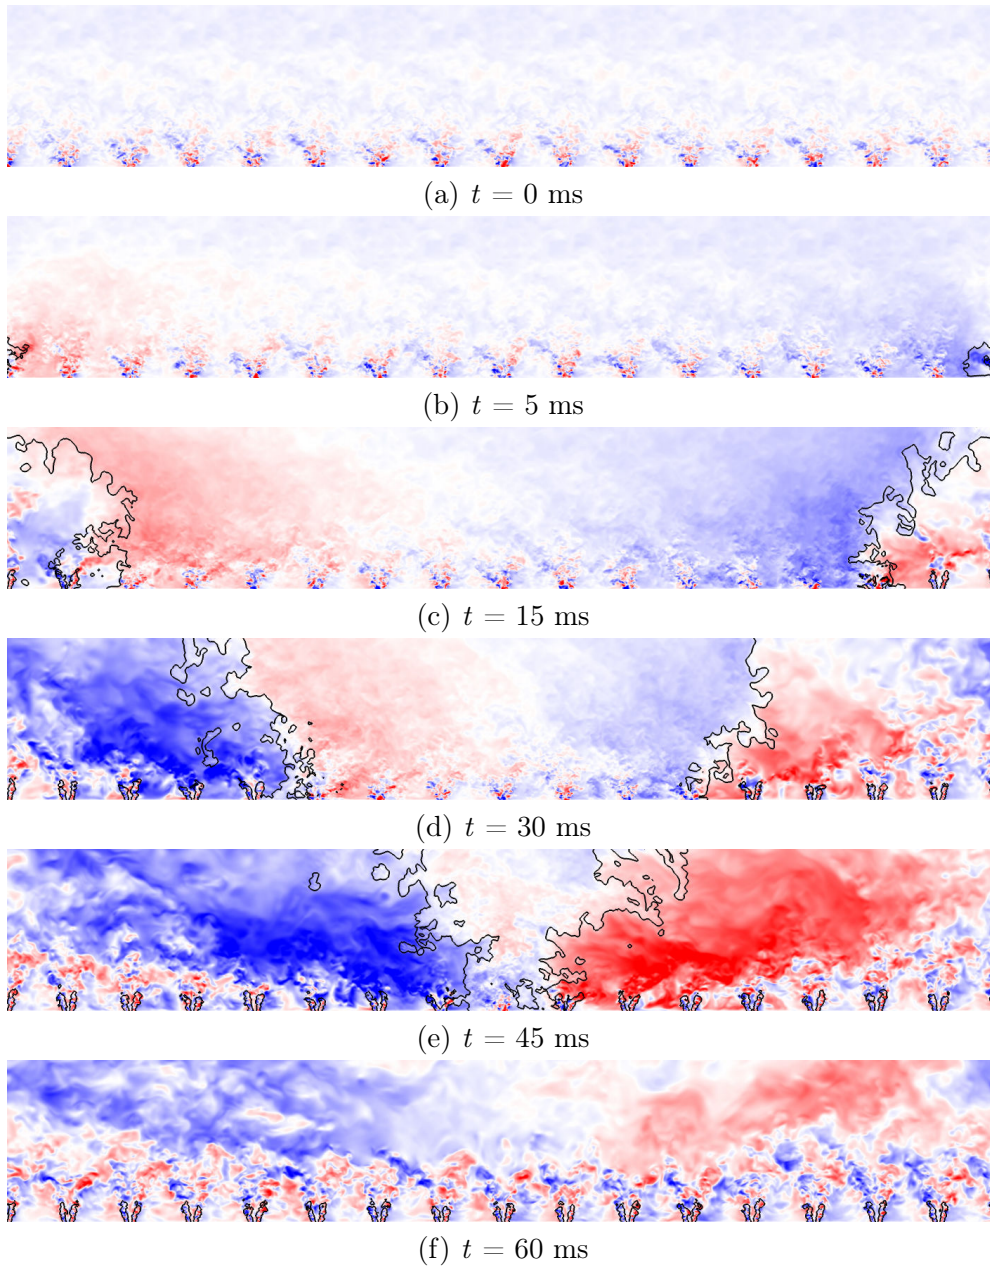 (a) t = 0 ms
(b) t = 5 ms
(c) t = 15 ms
(d) t = 30 ms
(e) t = 45 ms
(f) t = 60 ms